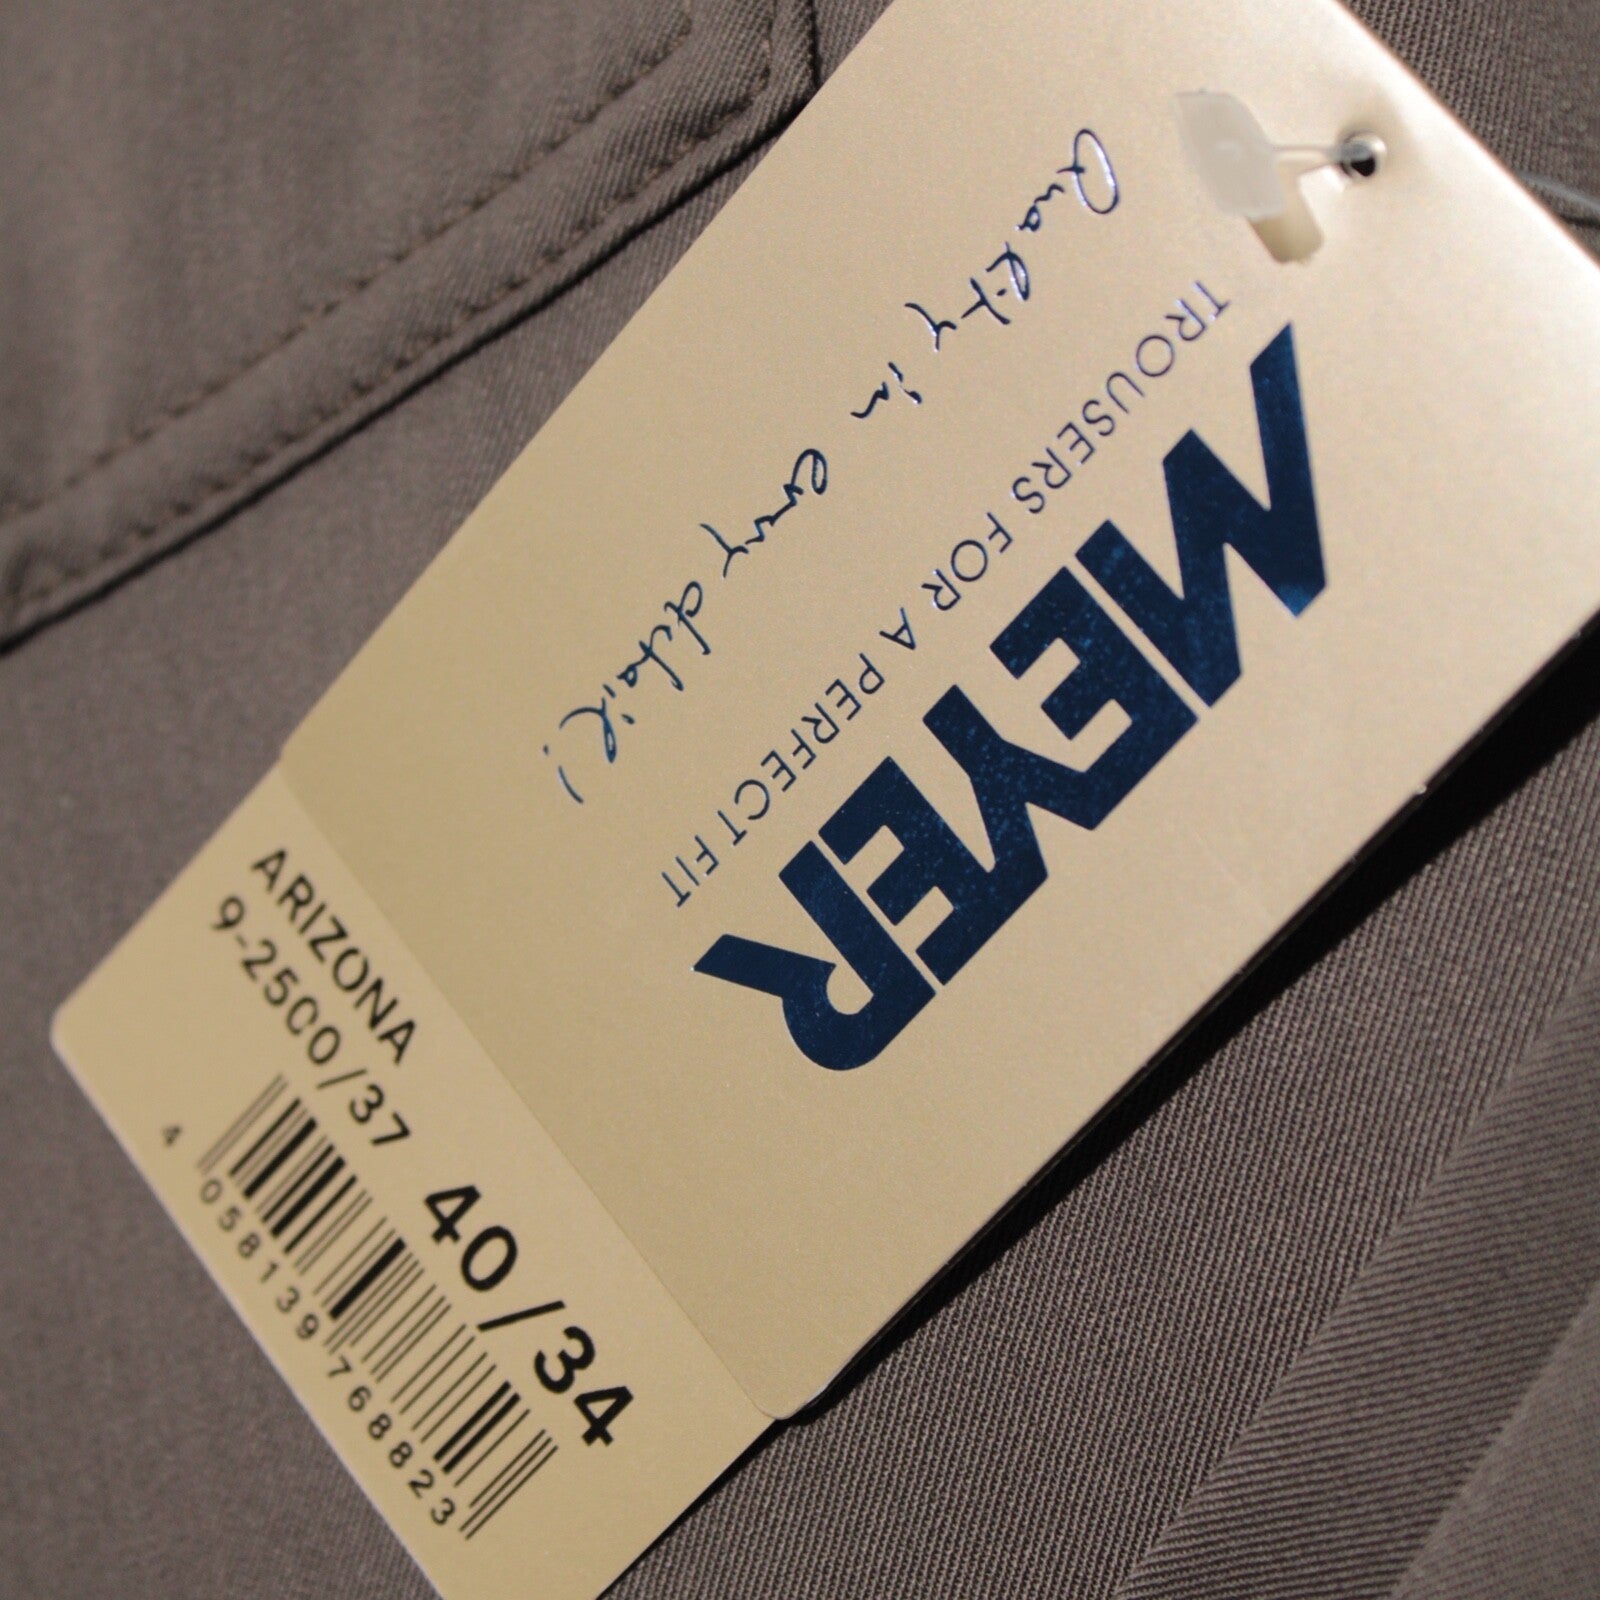 MEYER
TROUSERS FOR A PERFECT FIT
Quality in every detail!
ARIZONA
9-2500/37 40/34
4 058139 768823